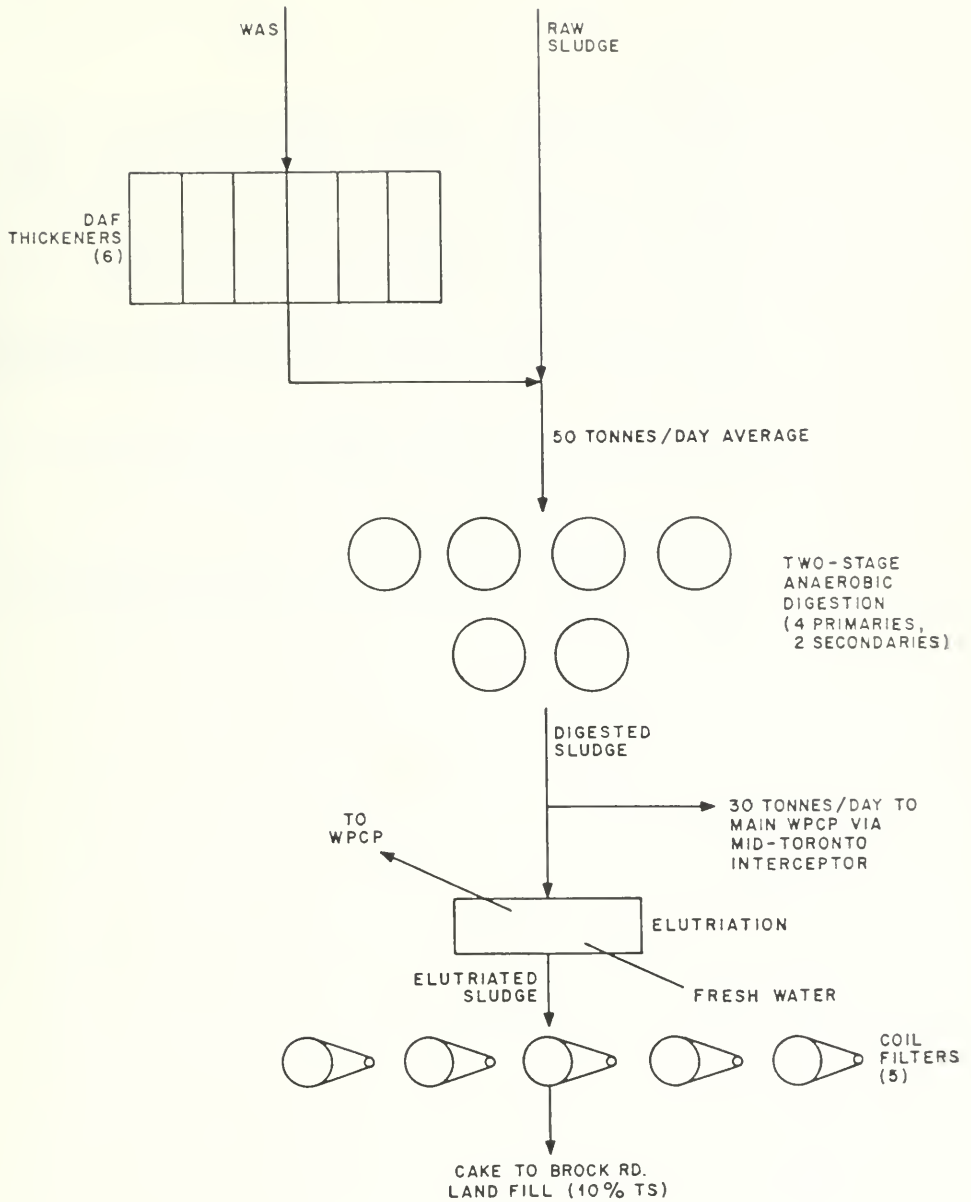 WAS
RAW
SLUDGE
DAF
THICKENERS
(6)
50 TONNES/DAY AVERAGE
TWO-STAGE
ANAEROBIC
DIGESTION
(4 PRIMARIES,
2 SECONDARIES)
DIGESTED
SLUDGE
30 TONNES/DAY TO
MAIN WPCP VIA
MID-TORONTO
INTERCEPTOR
TO
WPCP
ELUTRIATION
ELUTRIATED
SLUDGE
FRESH WATER
COIL
FILTERS
(5)
CAKE TO BROCK RD.
LAND FILL (10% TS)